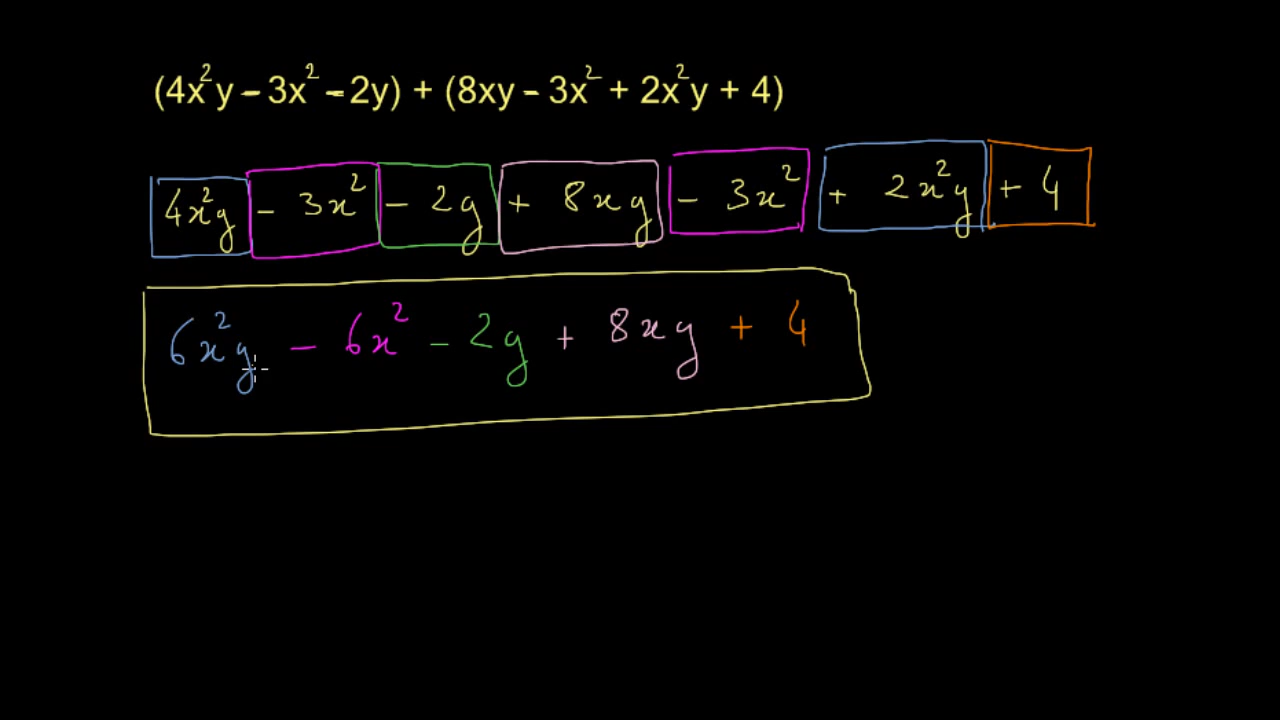 (4x²y - 3x² - 2y) + (8xy - 3x² + 2x²y + 4)
4x²y - 3x² - 2y + 8xy - 3x² + 2x²y + 4
6x²y - 6x² - 2y + 8xy + 4